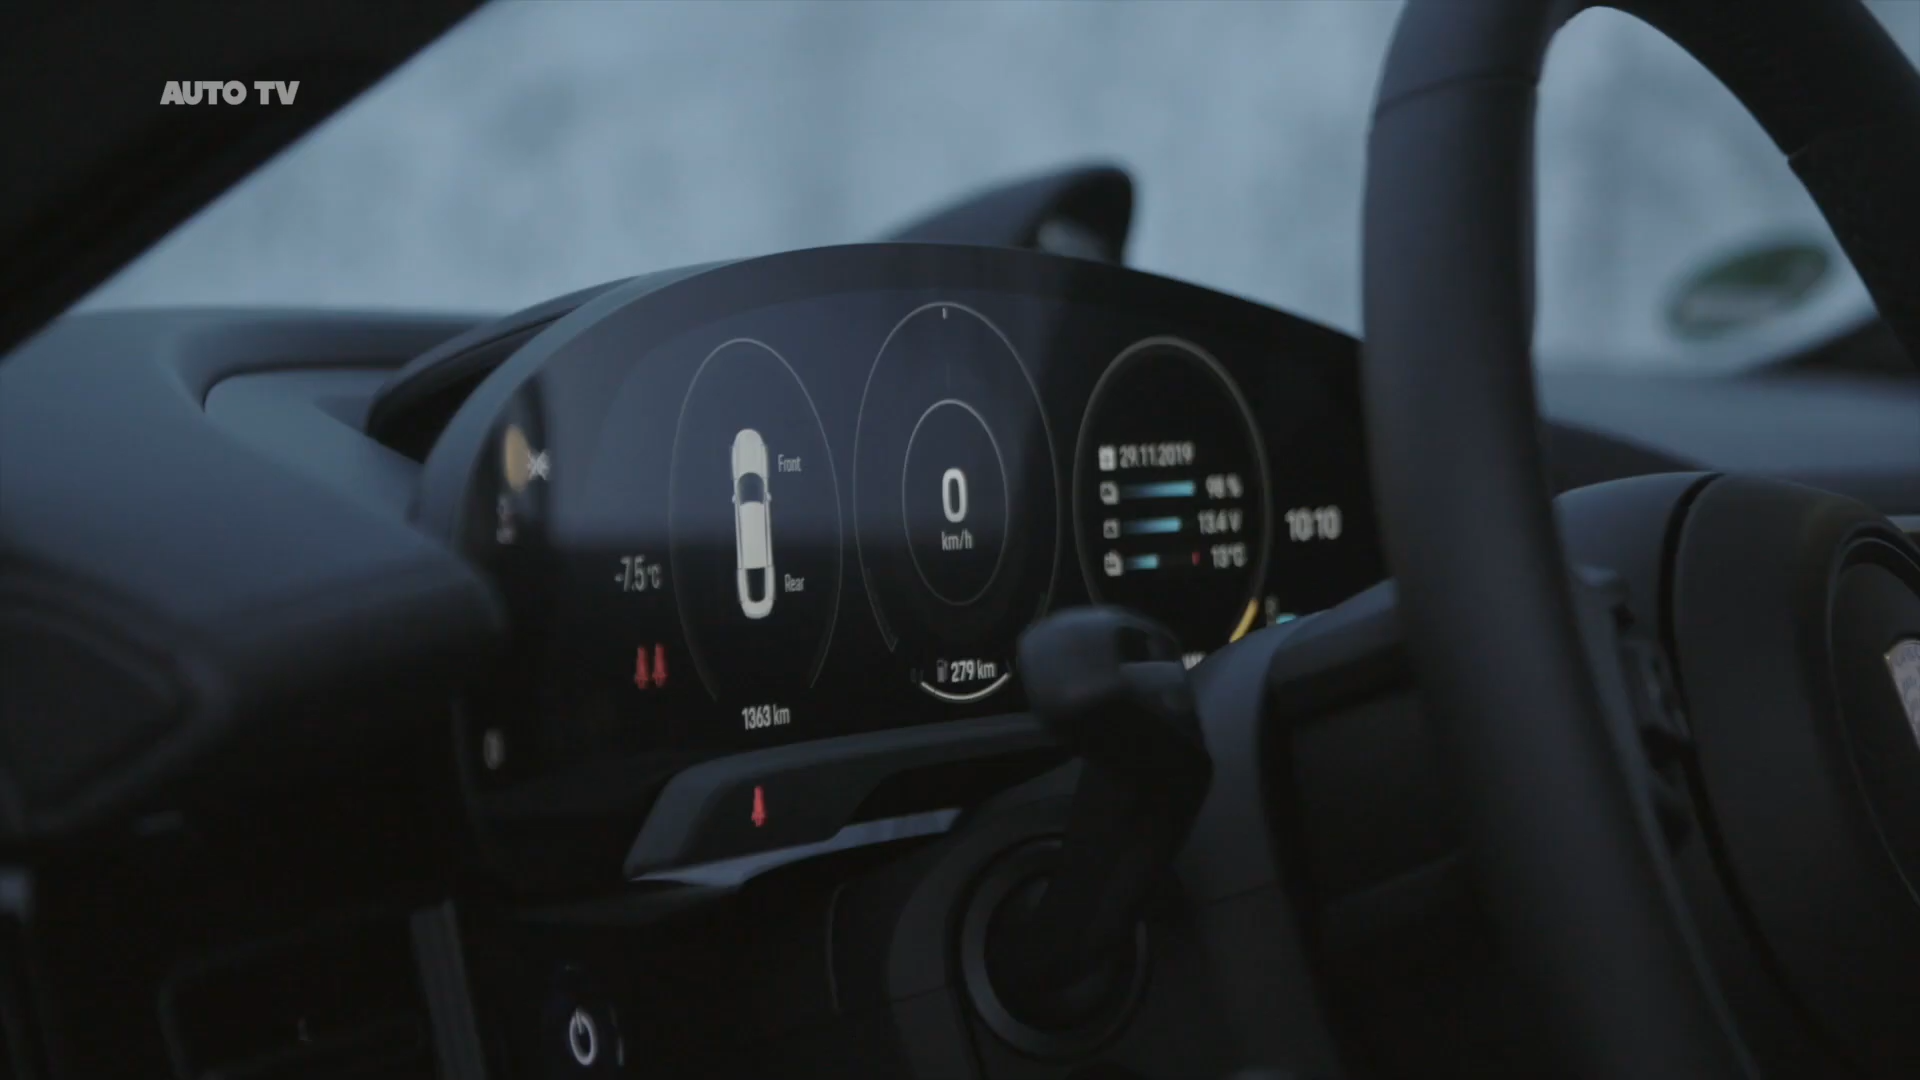 AUTO TV
Front
Rear
-7.5°C
1363 km
0
km/h
279 km
29.11.2019
98 %
13.4 V
13°C
10:10